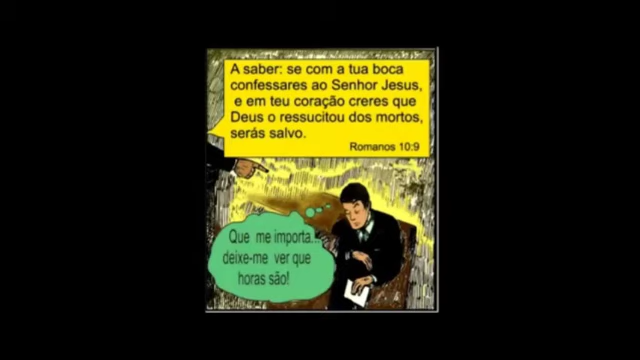 A saber: se com a tua boca
confessares ao Senhor Jesus,
e em teu coração creres que
Deus o ressucitou dos mortos,
serás salvo.
Romanos 10:9
Que me importa...
deixe-me ver que
horas são!